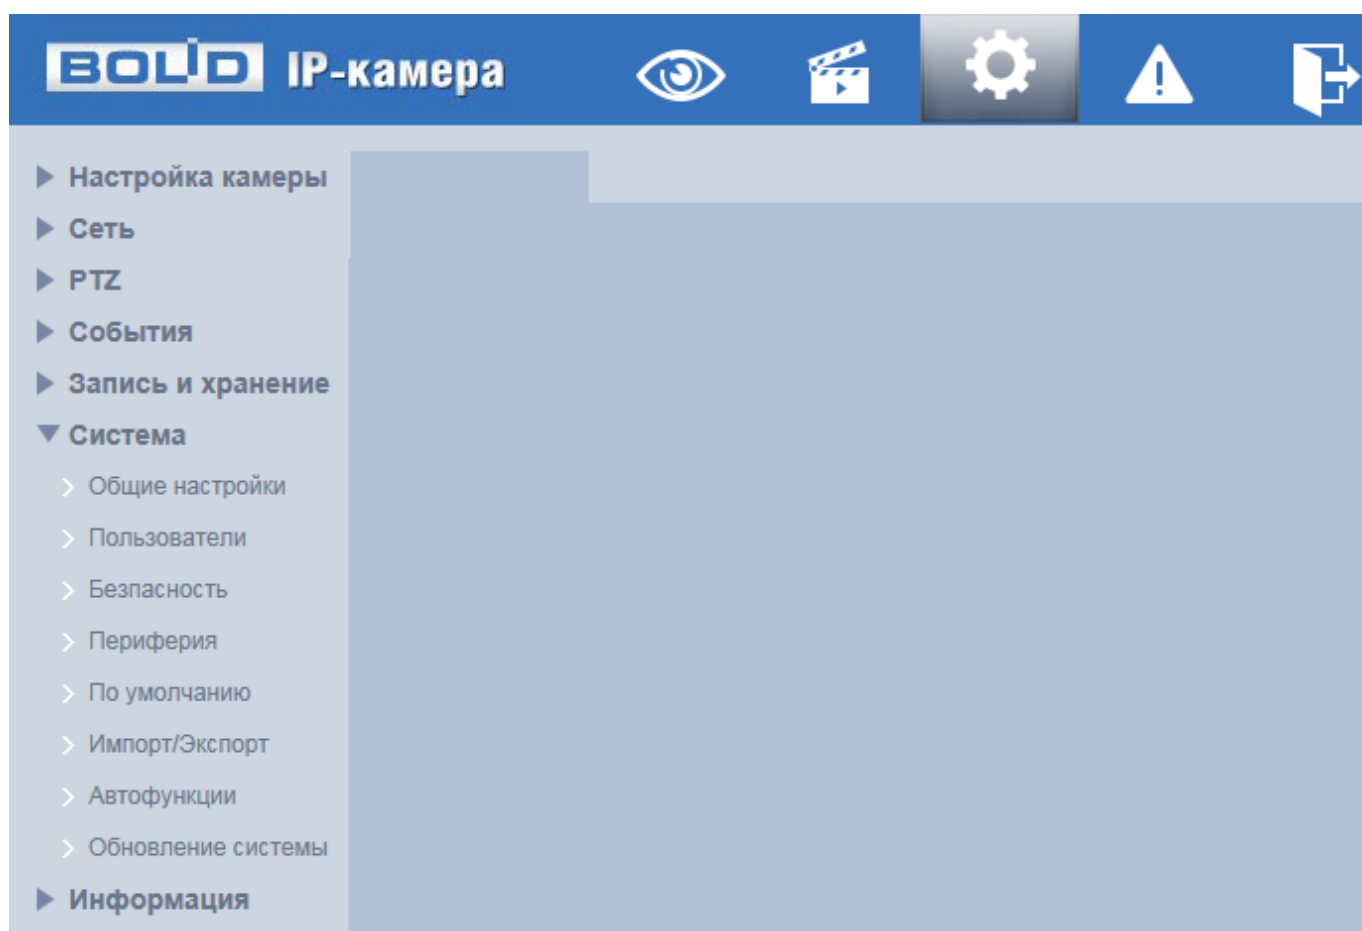 BOLID IP-камера
Настройка камеры
Сеть
PTZ
События
Запись и хранение
Система
Общие настройки
Пользователи
Безпасность
Периферия
По умолчанию
Импорт/Экспорт
Автофункции
Обновление системы
Информация